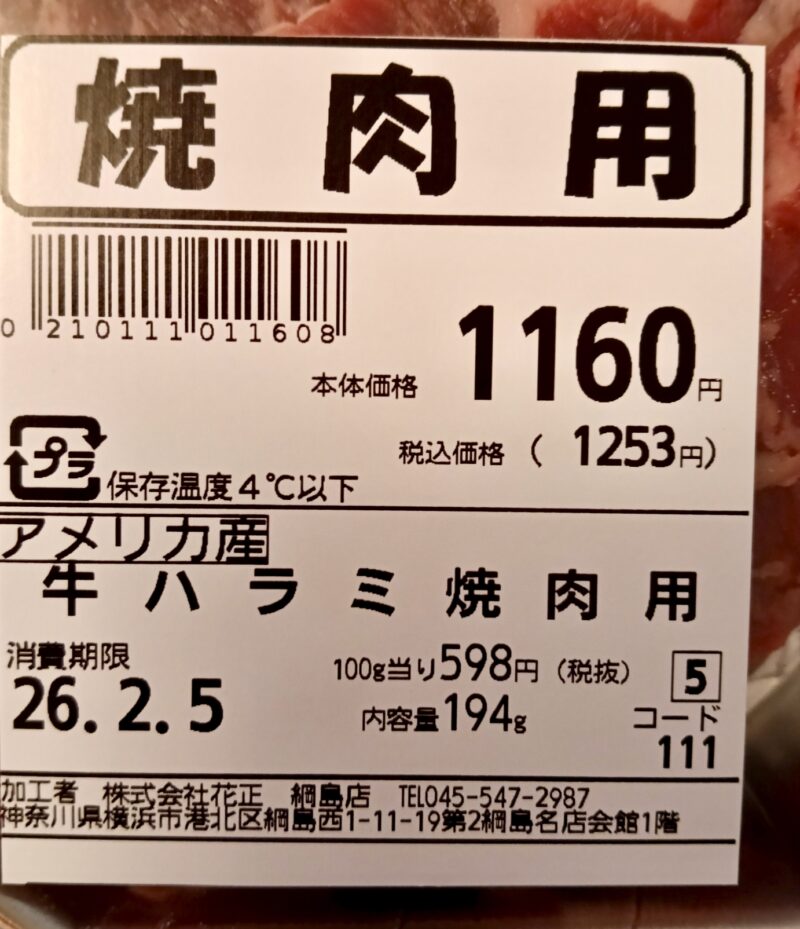 焼肉用
0 210111 011608
本体価格 1160円
税込価格 ( 1253円)
プラ 保存温度4℃以下
アメリカ産
牛ハラミ焼肉用
消費期限 100g当り598円 (税抜) 5
26.2.5 内容量194g コード
111
加工者 株式会社花正 綱島店 TEL045-547-2987
神奈川県横浜市港北区綱島西1-11-19第2綱島名店会館1階